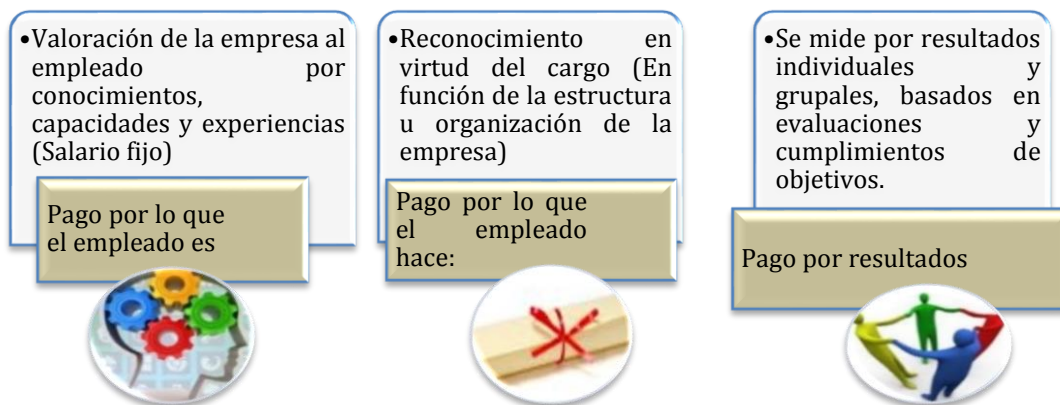 •Valoración de la empresa al
empleado por
conocimientos,
capacidades y experiencias
(Salario fijo)
Pago por lo que
el empleado es
•Reconocimiento en
virtud del cargo (En
función de la estructura
u organización de la
empresa)
Pago por lo que
el empleado
hace:
•Se mide por resultados
individuales y
grupales, basados en
evaluaciones y
cumplimientos de
objetivos.
Pago por resultados